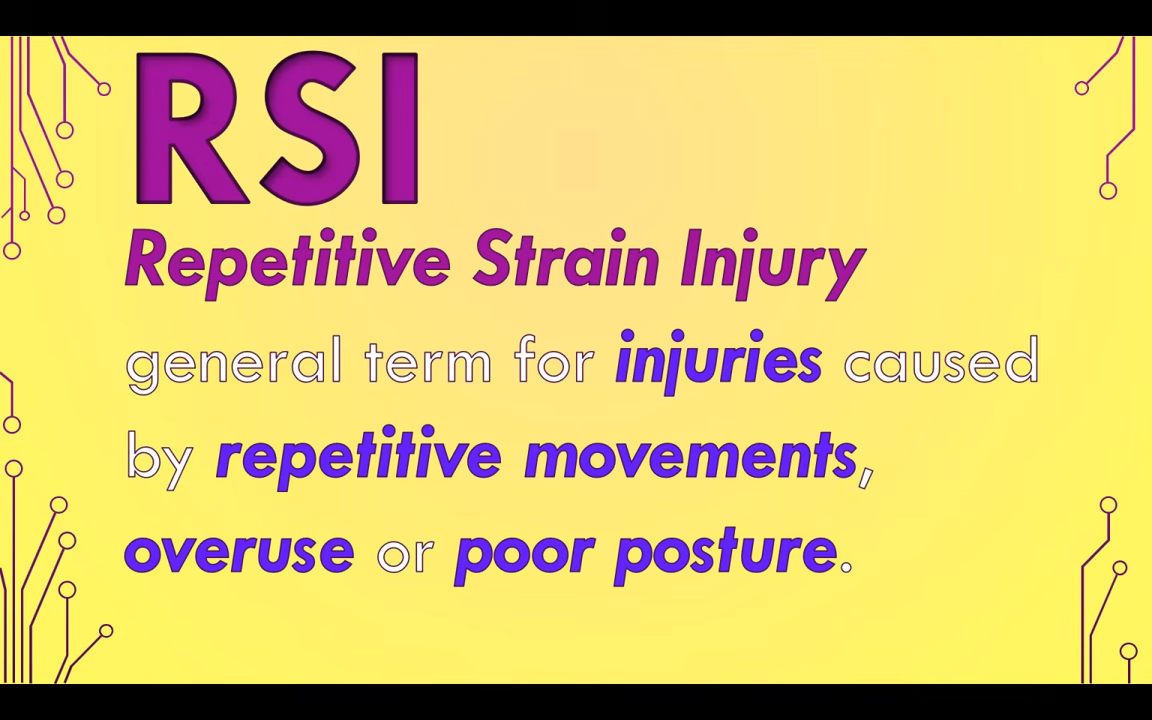 RSI
Repetitive Strain Injury
general term for injuries caused
by repetitive movements,
overuse or poor posture.